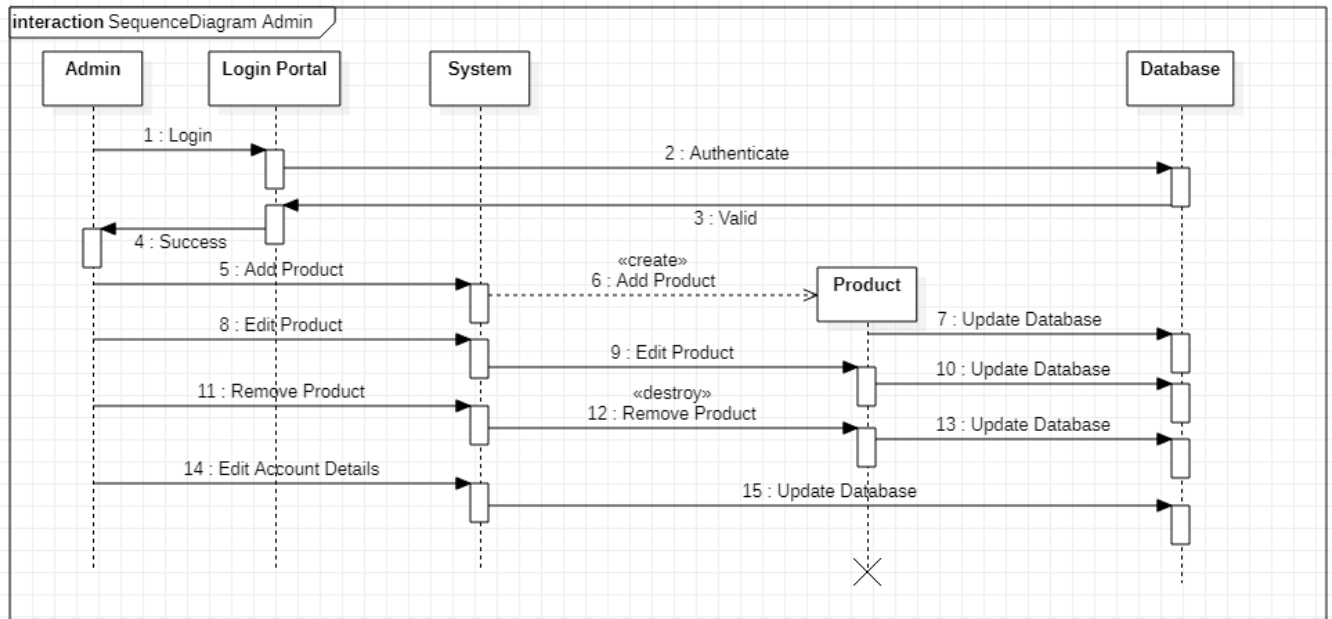 interaction SequenceDiagram Admin
Admin
Login Portal
System
Database
1 : Login
2 : Authenticate
3 : Valid
4 : Success
5 : Add Product
«create»
6 : Add Product
Product
7 : Update Database
8 : Edit Product
9 : Edit Product
10 : Update Database
11 : Remove Product
«destroy»
12 : Remove Product
13 : Update Database
14 : Edit Account Details
15 : Update Database